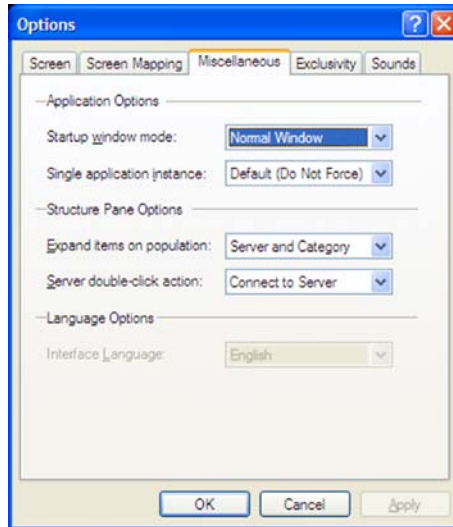 Options
Screen Screen Mapping Miscellaneous Exclusivity Sounds
Application Options
Startup window mode: Normal Window
Single application instance: Default (Do Not Force)
Structure Pane Options
Expand items on population: Server and Category
Server double-click action: Connect to Server
Language Options
Interface Language: English
OK Cancel Apply